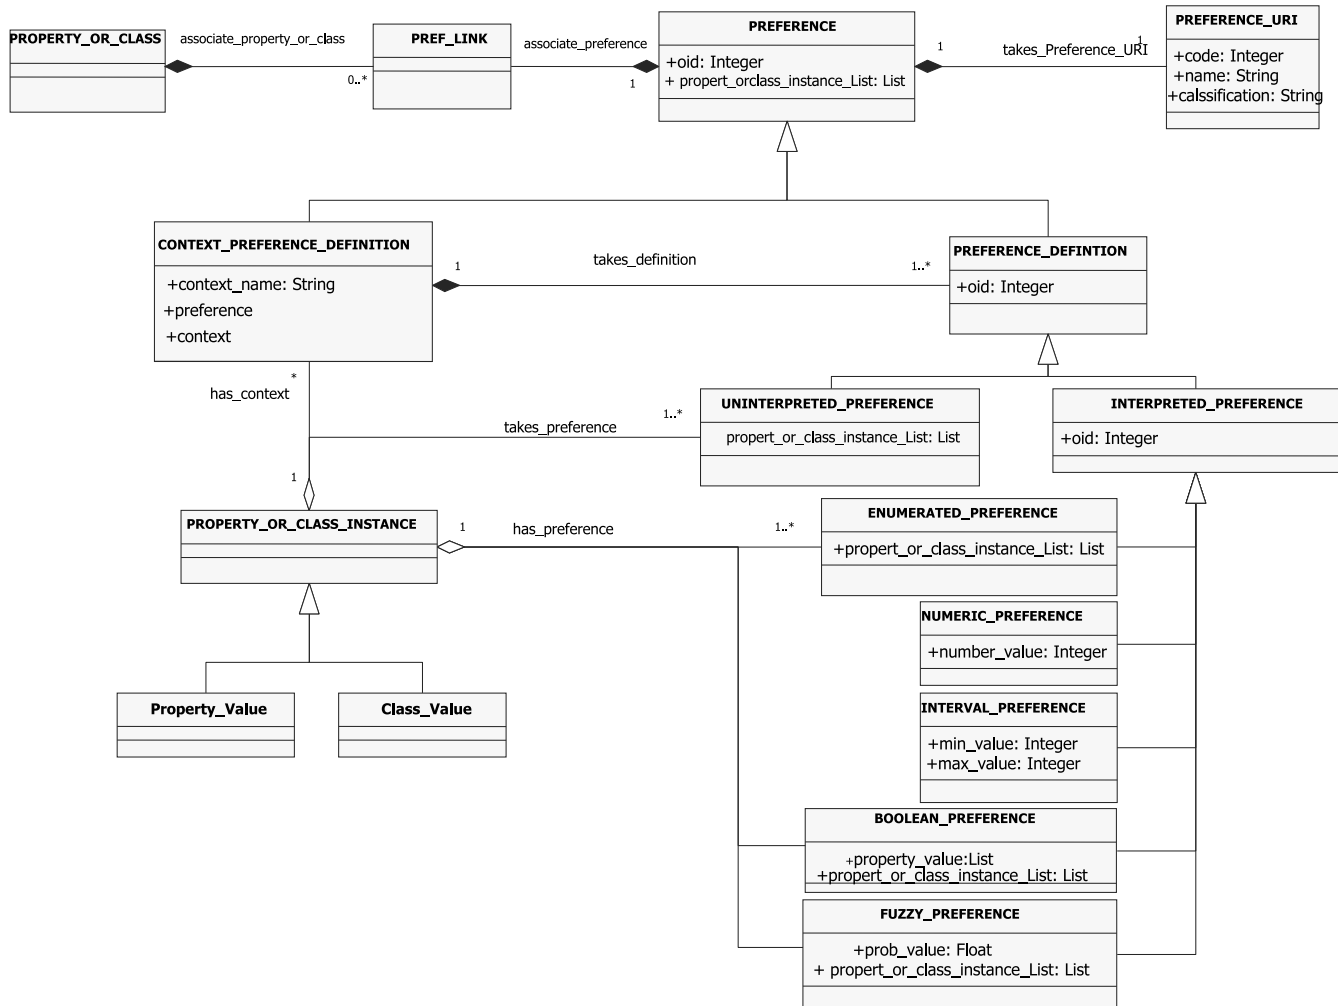 PROPERTY_OR_CLASS
associate_property_or_class
0..*
PREF_LINK
associate_preference
1
PREFERENCE
+oid: Integer
+ propert_orclass_instance_List: List
1
takes_Preference_URI
1
PREFERENCE_URI
+code: Integer
+name: String
+calssification: String
CONTEXT_PREFERENCE_DEFINITION
+context_name: String
+preference
+context
1
takes_definition
1..*
PREFERENCE_DEFINTION
+oid: Integer
*
has_context
takes_preference
1..*
1
UNINTERPRETED_PREFERENCE
propert_or_class_instance_List: List
INTERPRETED_PREFERENCE
+oid: Integer
PROPERTY_OR_CLASS_INSTANCE
1
has_preference
1..*
ENUMERATED_PREFERENCE
+propert_or_class_instance_List: List
NUMERIC_PREFERENCE
+number_value: Integer
Property_Value
Class_Value
INTERVAL_PREFERENCE
+min_value: Integer
+max_value: Integer
BOOLEAN_PREFERENCE
+property_value:List
+propert_or_class_instance_List: List
FUZZY_PREFERENCE
+prob_value: Float
+ propert_or_class_instance_List: List